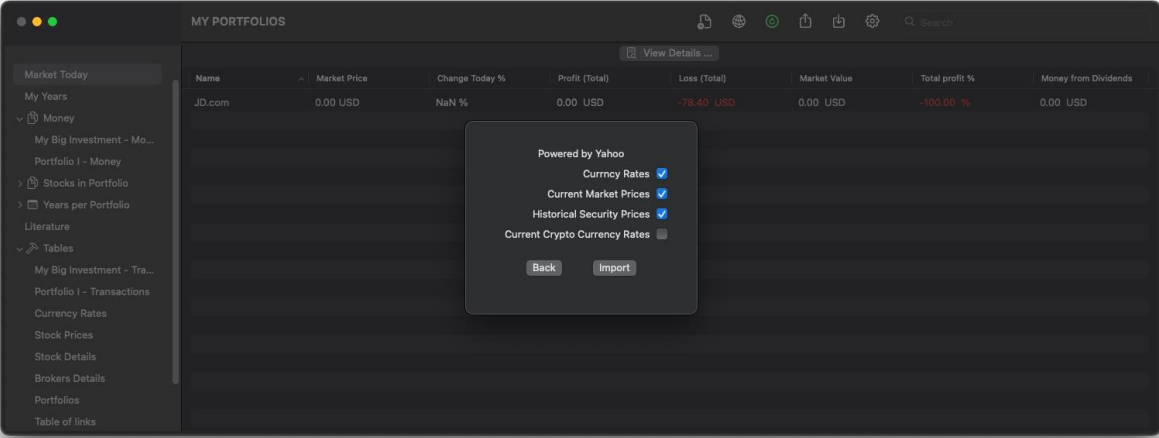 MY PORTFOLIOS
Search
View Details ...
Market Today
My Years
Money
My Big Investment - Mo...
Portfolio I - Money
Stocks in Portfolio
Years per Portfolio
Literature
Tables
My Big Investment - Tra...
Portfolio I - Transactions
Currency Rates
Stock Prices
Stock Details
Brokers Details
Portfolios
Table of links
Name Market Price Change Today % Profit (Total) Loss (Total) Market Value Total profit % Money from Dividends
JD.com 0.00 USD NaN % 0.00 USD -78.40 USD 0.00 USD -100.00 % 0.00 USD
Powered by Yahoo
Currncy Rates
Current Market Prices
Historical Security Prices
Current Crypto Currency Rates
Back Import